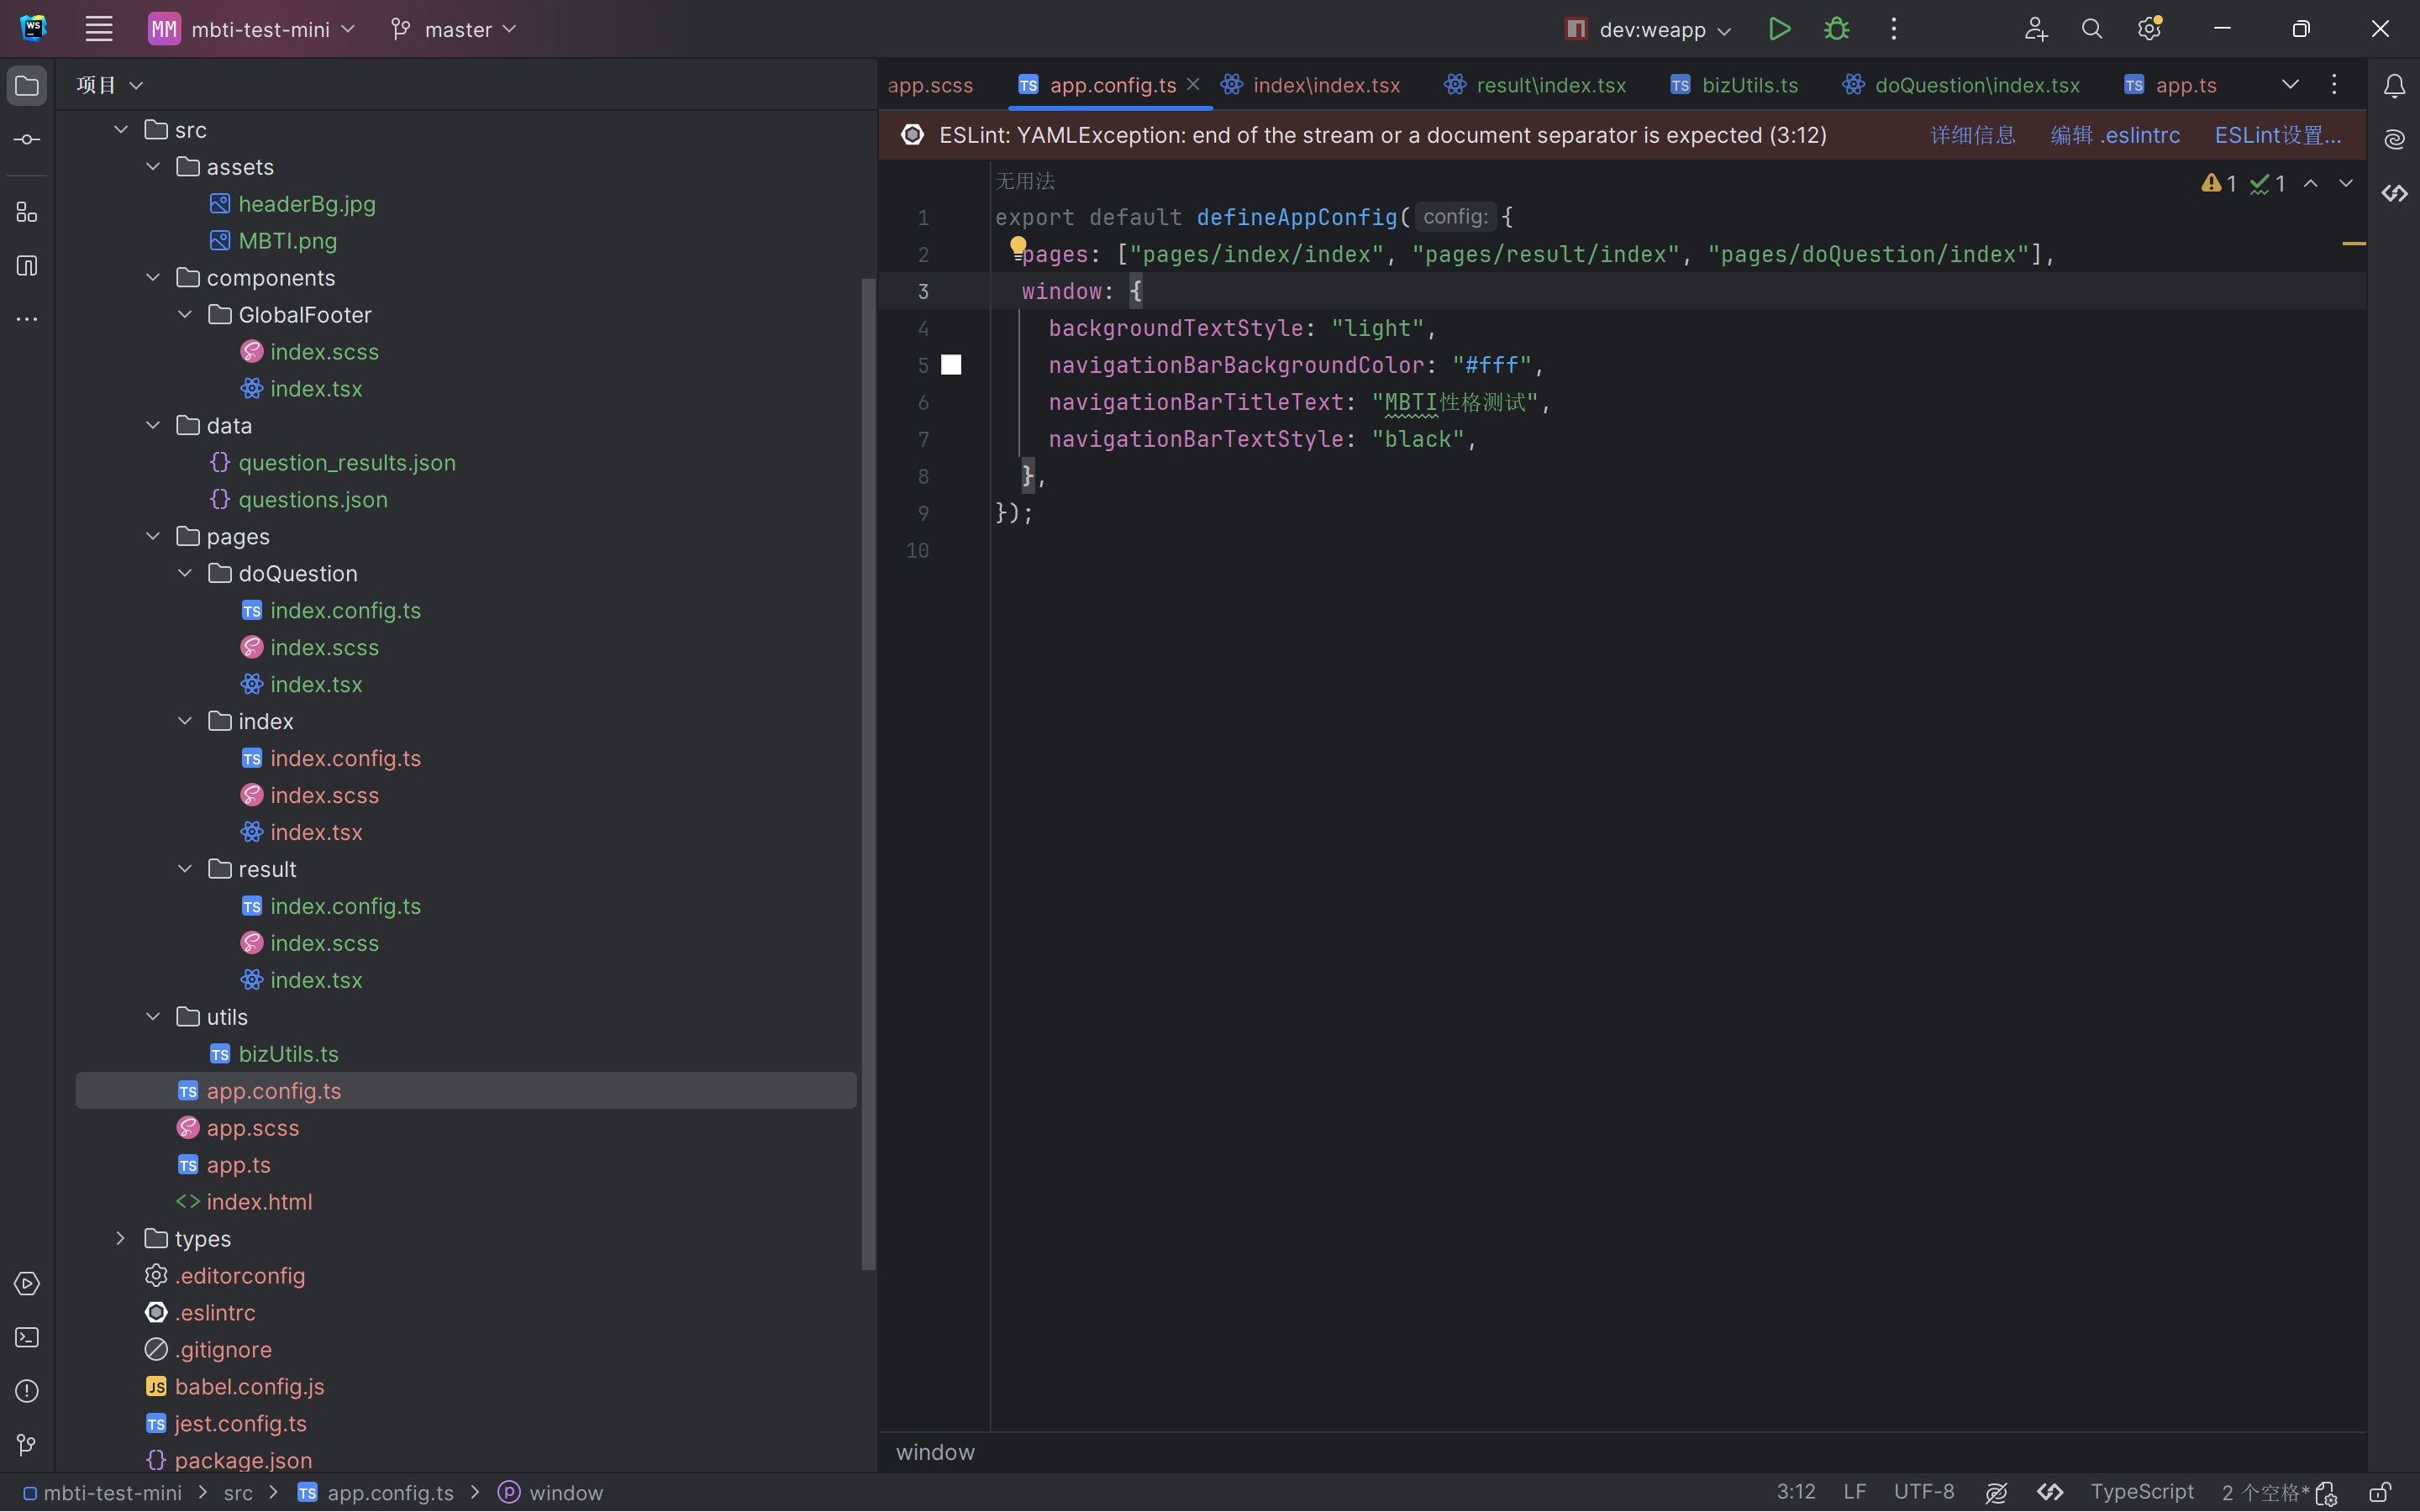 WS
MM mbti-test-mini
master
dev:weapp
项目
src
assets
headerBg.jpg
MBTI.png
components
GlobalFooter
index.scss
index.tsx
data
question_results.json
questions.json
pages
doQuestion
index.config.ts
index.scss
index.tsx
index
index.config.ts
index.scss
index.tsx
result
index.config.ts
index.scss
index.tsx
utils
bizUtils.ts
app.config.ts
app.scss
app.ts
index.html
types
.editorconfig
.eslintrc
.gitignore
babel.config.js
jest.config.ts
package.json
app.scss app.config.ts index\index.tsx result\index.tsx bizUtils.ts doQuestion\index.tsx app.ts
ESLint: YAMLException: end of the stream or a document separator is expected (3:12) 详细信息 编辑 .eslintrc ESLint设置...
无用法
1 1
1 export default defineAppConfig( config: {
2 pages: ["pages/index/index", "pages/result/index", "pages/doQuestion/index"],
3 window: {
4 backgroundTextStyle: "light",
5 navigationBarBackgroundColor: "#fff",
6 navigationBarTitleText: "MBTI性格测试",
7 navigationBarTextStyle: "black",
8 },
9 });
10
window
mbti-test-mini > src > app.config.ts > window
3:12 LF UTF-8 TypeScript 2 个空格*